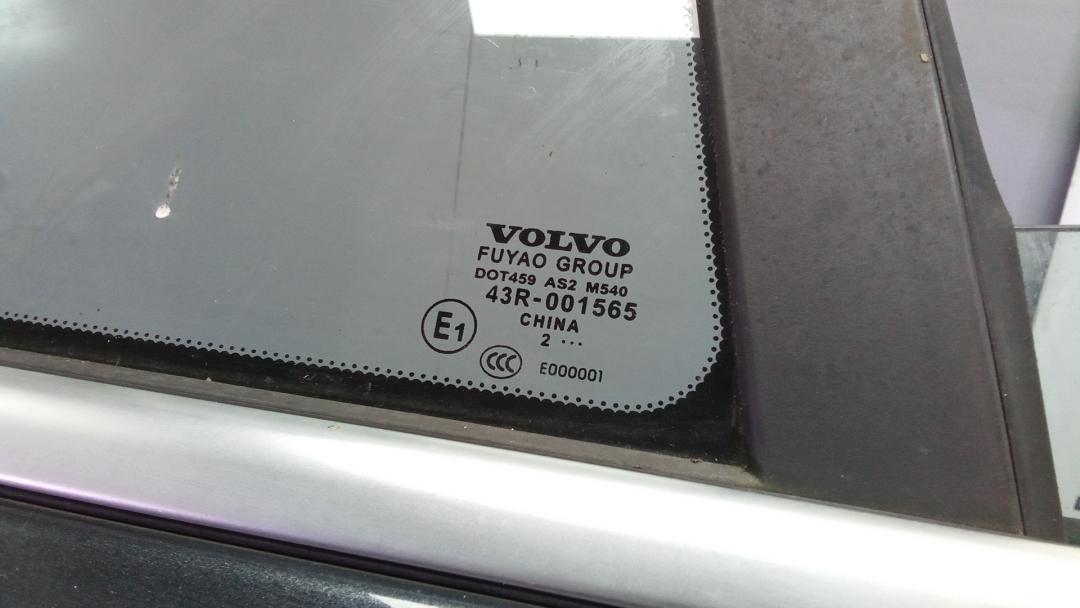 VOLVO
FUYAO GROUP
DOT459 AS2 M540
43R-001565
CHINA
2 ···
E1
CCC E000001